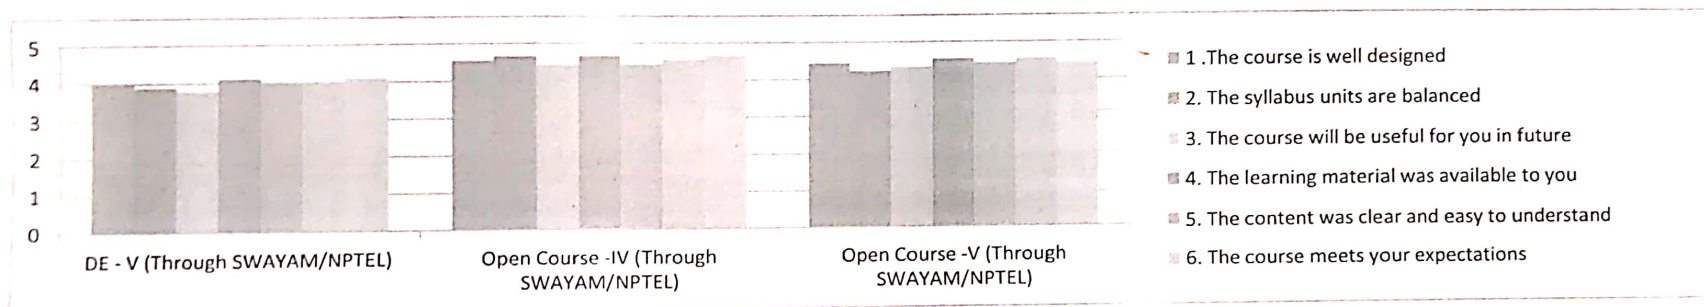 5
4
3
2
1
0
DE - V (Through SWAYAM/NPTEL)
Open Course -IV (Through
SWAYAM/NPTEL)
Open Course -V (Through
SWAYAM/NPTEL)
1 .The course is well designed
2. The syllabus units are balanced
3. The course will be useful for you in future
4. The learning material was available to you
5. The content was clear and easy to understand
6. The course meets your expectations